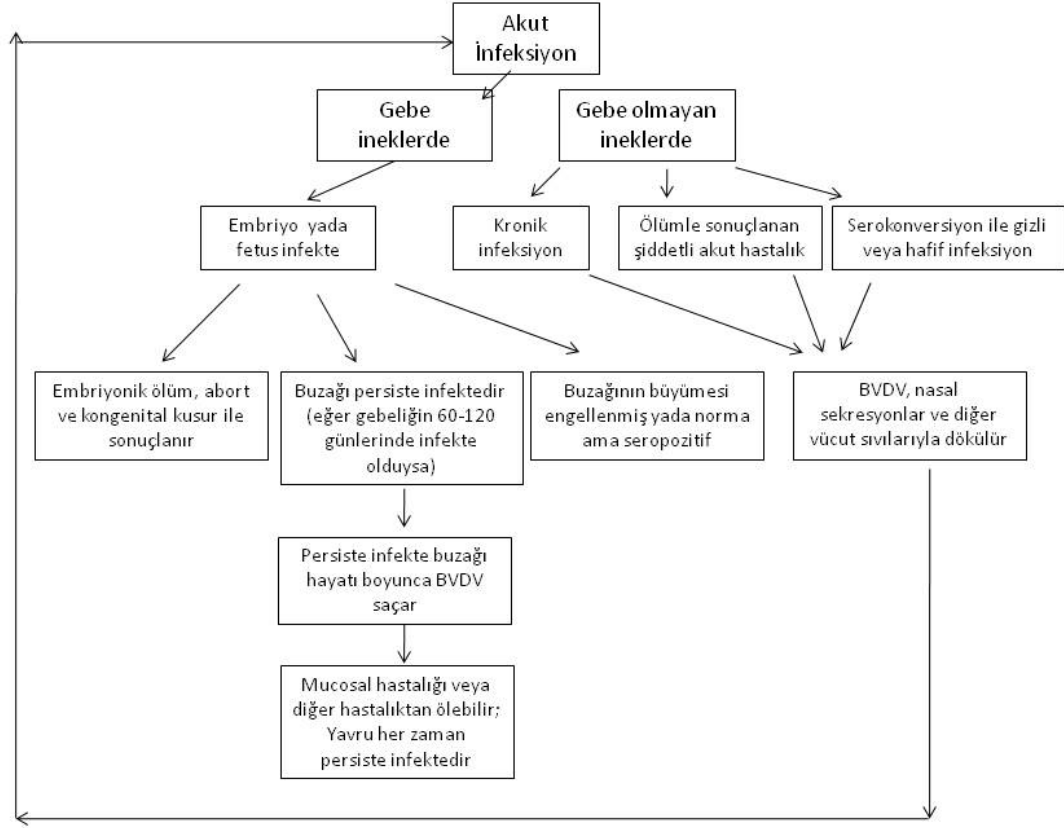 Akut
İnfeksiyon
Gebe
ineklerde
Gebe olmayan
ineklerde
Embriyo yada
fetus infekte
Kronik
infeksiyon
Ölümle sonuçlanan
şiddetli akut hastalık
Serokonversiyon ile gizli
veya hafif infeksiyon
Embriyonik ölüm, abort
ve kongenital kusur ile
sonuçlanır
Buzağı persiste infektedir
(eğer gebeliğin 60-120
günlerinde infekte
olduysa)
Buzağının büyümesi
engellenmiş yada norma
ama seropozitif
BVDV, nasal
sekresyonlar ve diğer
vücut sıvılarıyla dökülür
Persiste infekte buzağı
hayatı boyunca BVDV
saçar
Mucosal hastalığı veya
diğer hastalıktan ölebilir;
Yavru her zaman
persiste infektedir